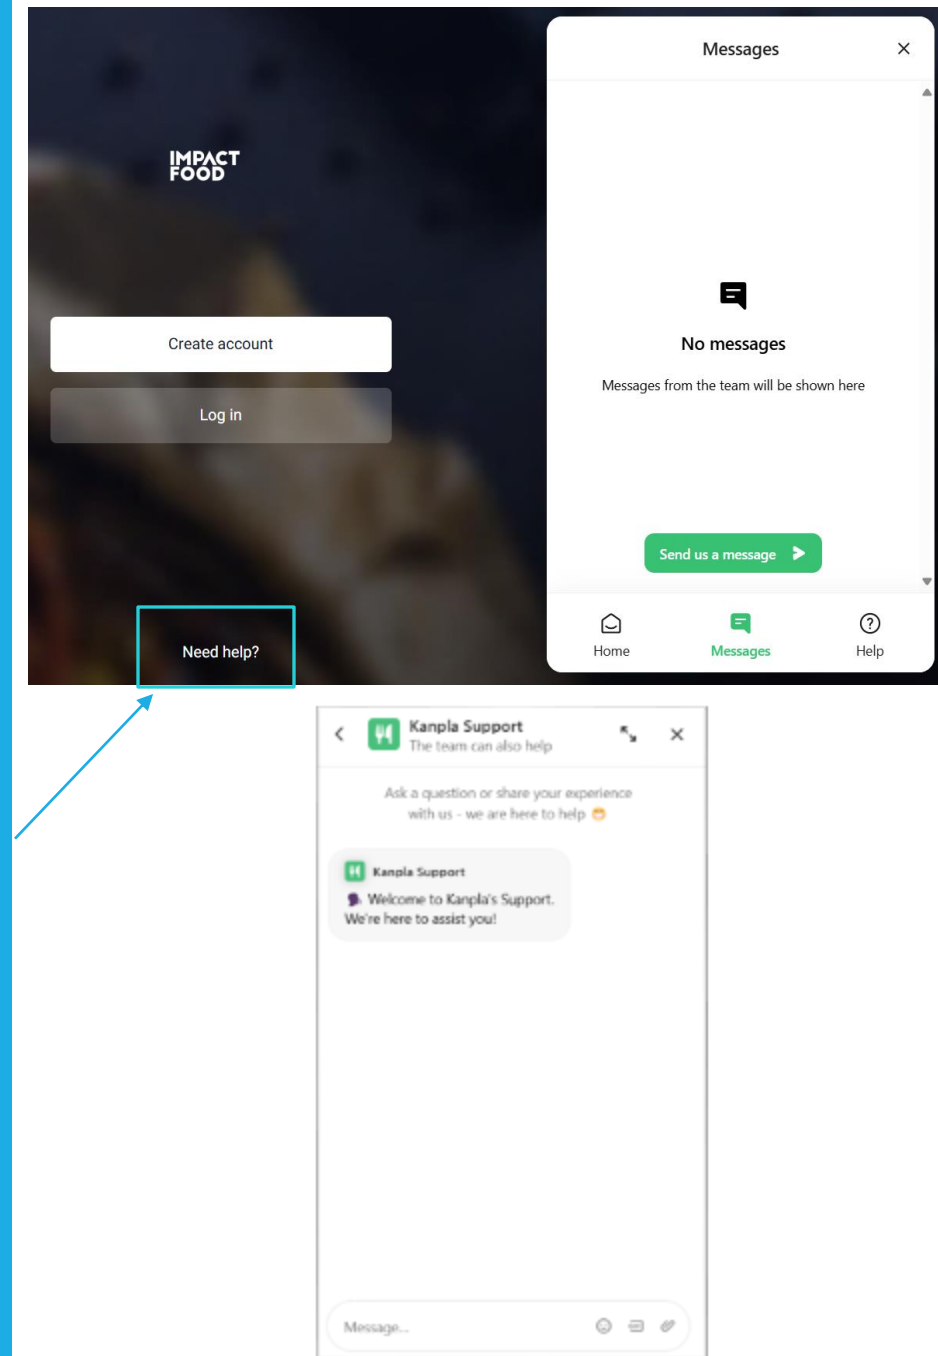 IMPACT
FOOD
Create account
Log in
Need help?
Messages
No messages
Messages from the team will be shown here
Send us a message
Home
Messages
Help
Kanpla Support
The team can also help
Ask a question or share your experience
with us - we are here to help
Kanpla Support
Welcome to Kanpla's Support.
We're here to assist you!
Message...